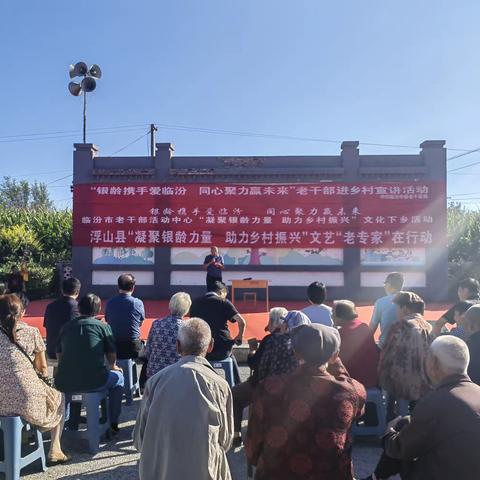 “银龄携手爱临汾　同心聚力赢未来”老干部进乡村宣讲活动
银龄携手爱临汾　同心聚力赢未来
临汾市老干部活动中心“凝聚银龄力量　助力乡村振兴”文化下乡活动
浮山县“凝聚银龄力量　助力乡村振兴”文艺“老专家”在行动